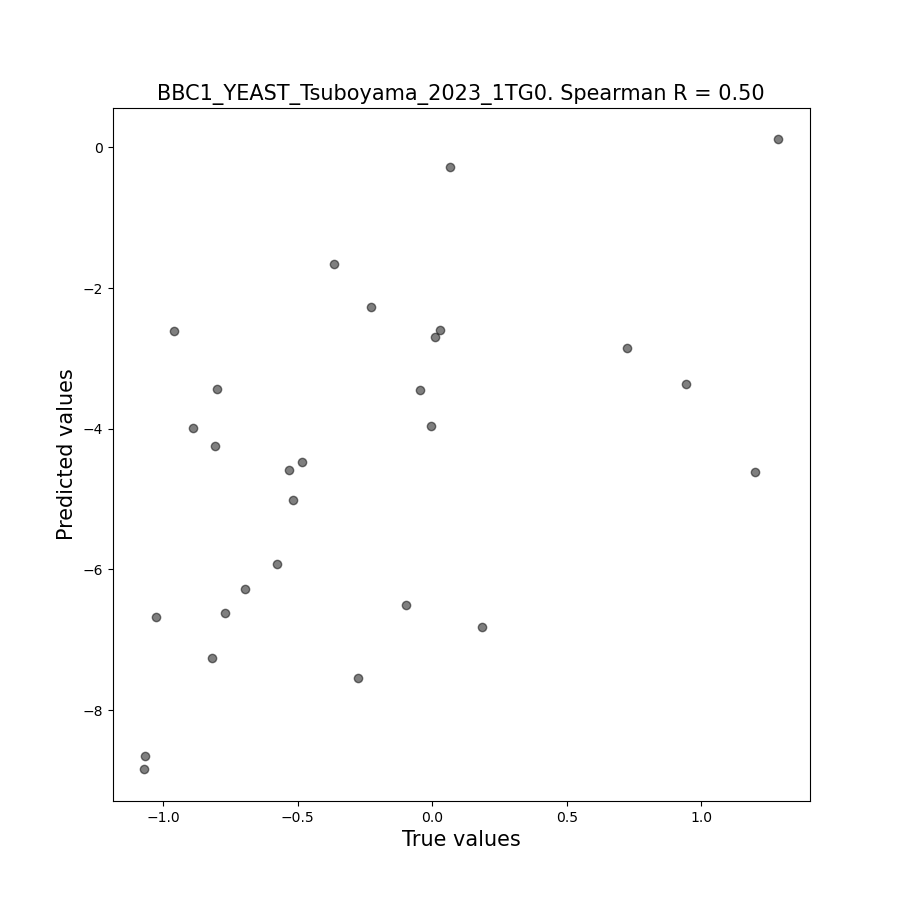 BBC1_YEAST_Tsuboyama_2023_1TG0. Spearman R = 0.50
0
−2
−4
−6
−8
Predicted values
−1.0 −0.5 0.0 0.5 1.0
True values